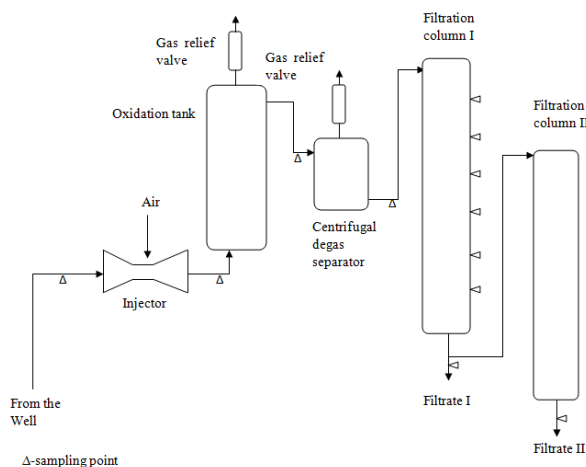 Filtration
column I
Gas relief
valve
Gas relief
valve
Filtration
column II
Oxidation tank
Air
Centrifugal
degas
separator
Injector
From the
Well
Filtrate I
Filtrate II
Δ-sampling point